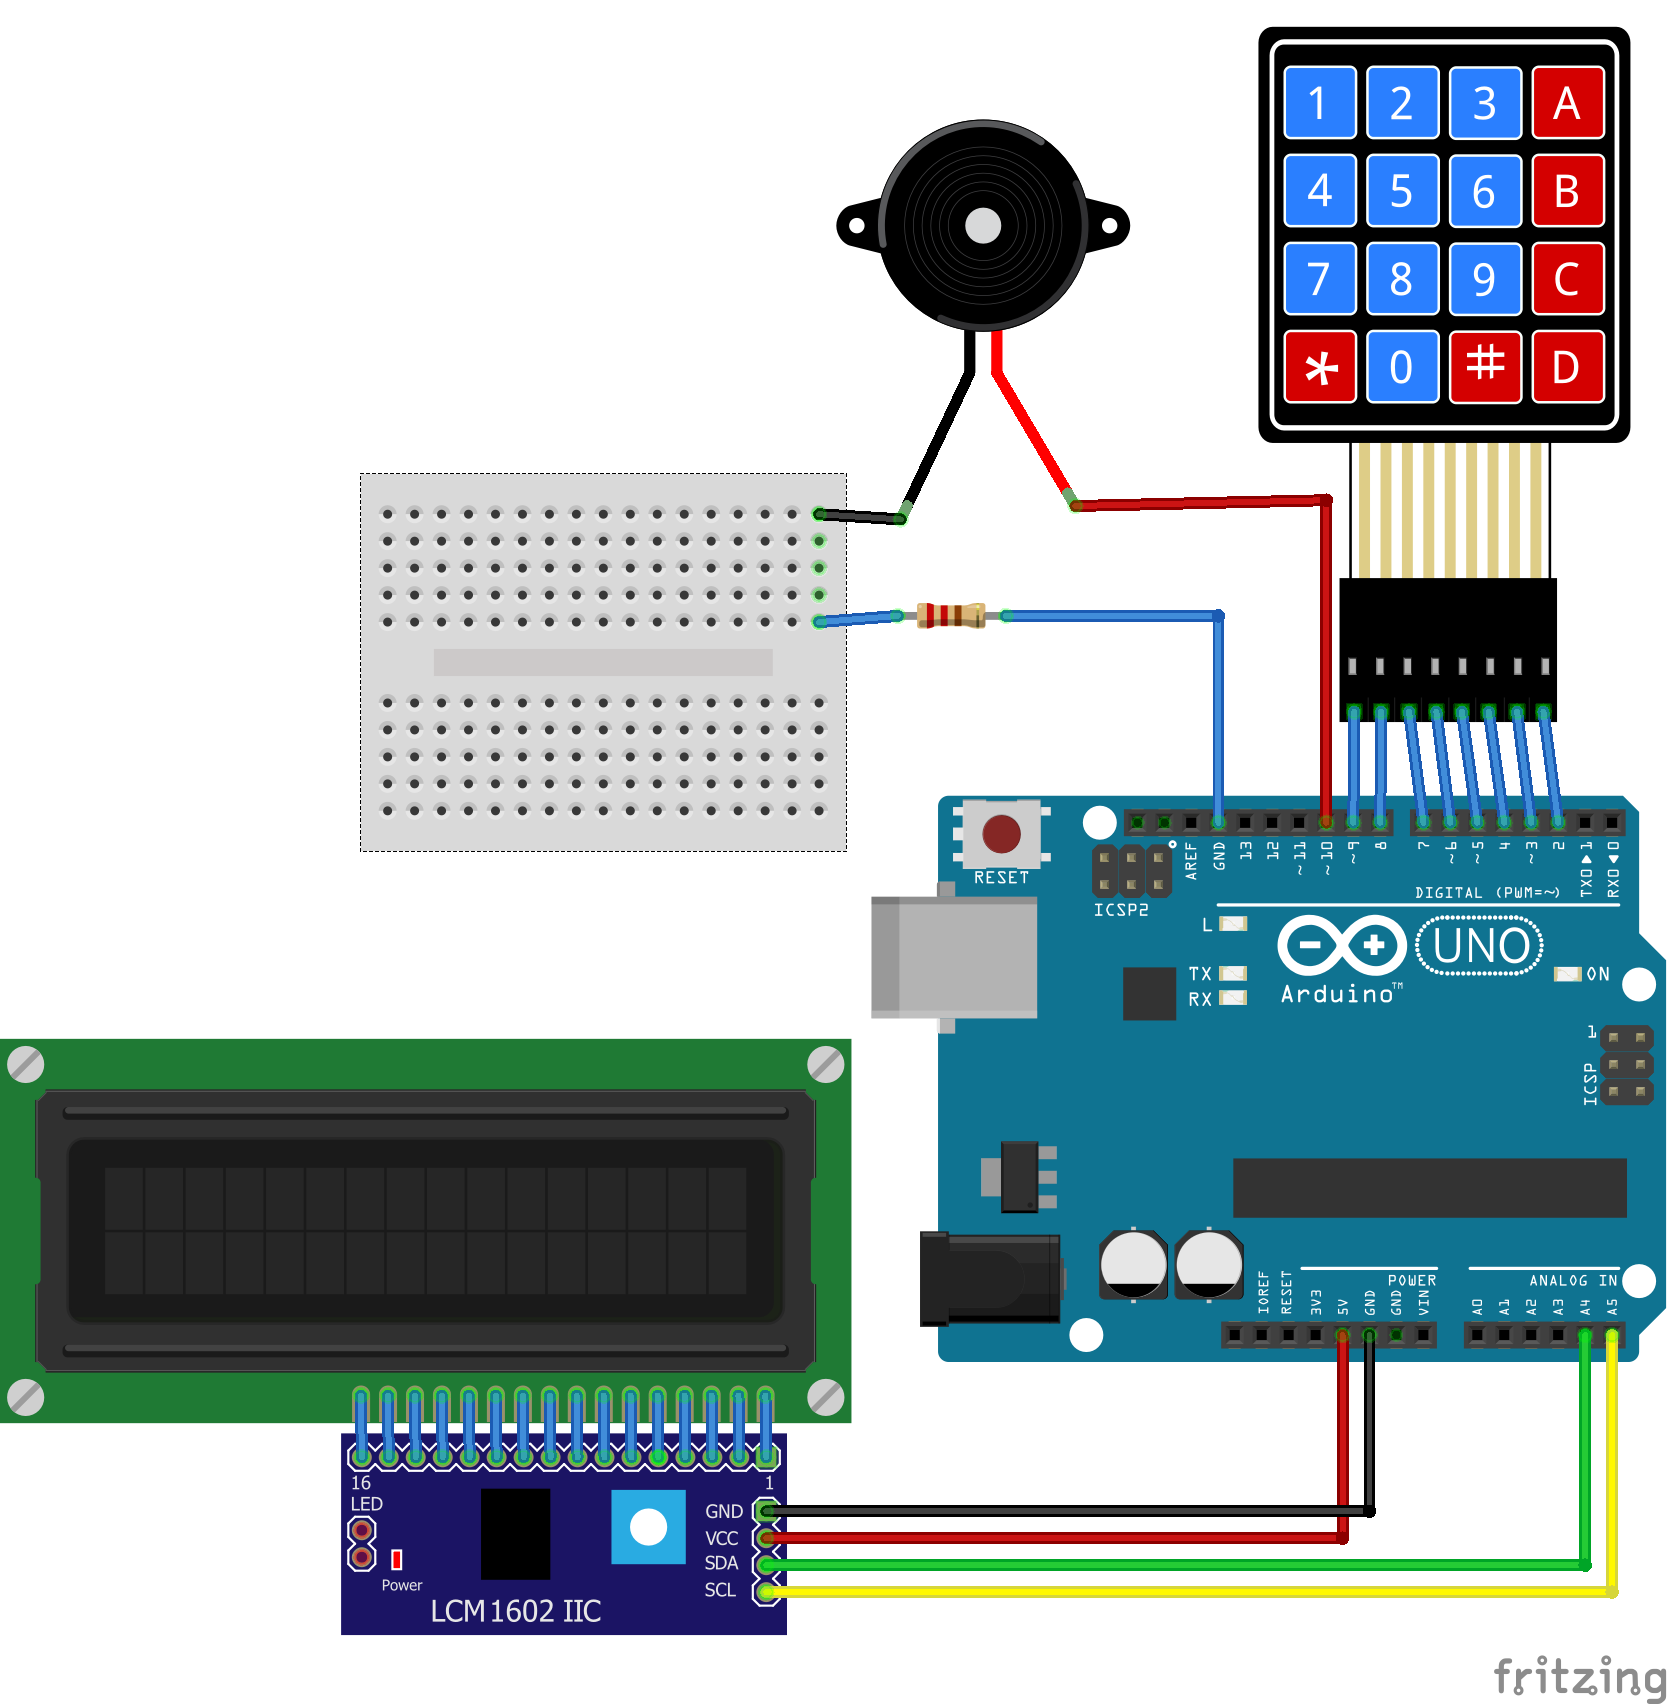 1 2 3 A
4 5 6 B
7 8 9 C
* 0 # D
RESET
ICSP2
AREF
GND
13
12
~11
~10
~9
8
7
~6
~5
4
~3
2
TX0▶1
RX0◀0
DIGITAL (PWM=~)
L
TX
RX
Arduino™
UNO
ON
1
ICSP
IOREF
RESET
3V3
5V
GND
GND
VIN
POWER
ANALOG IN
A0
A1
A2
A3
A4
A5
16
1
LED
GND
VCC
SDA
SCL
Power
LCM1602 IIC
fritzing